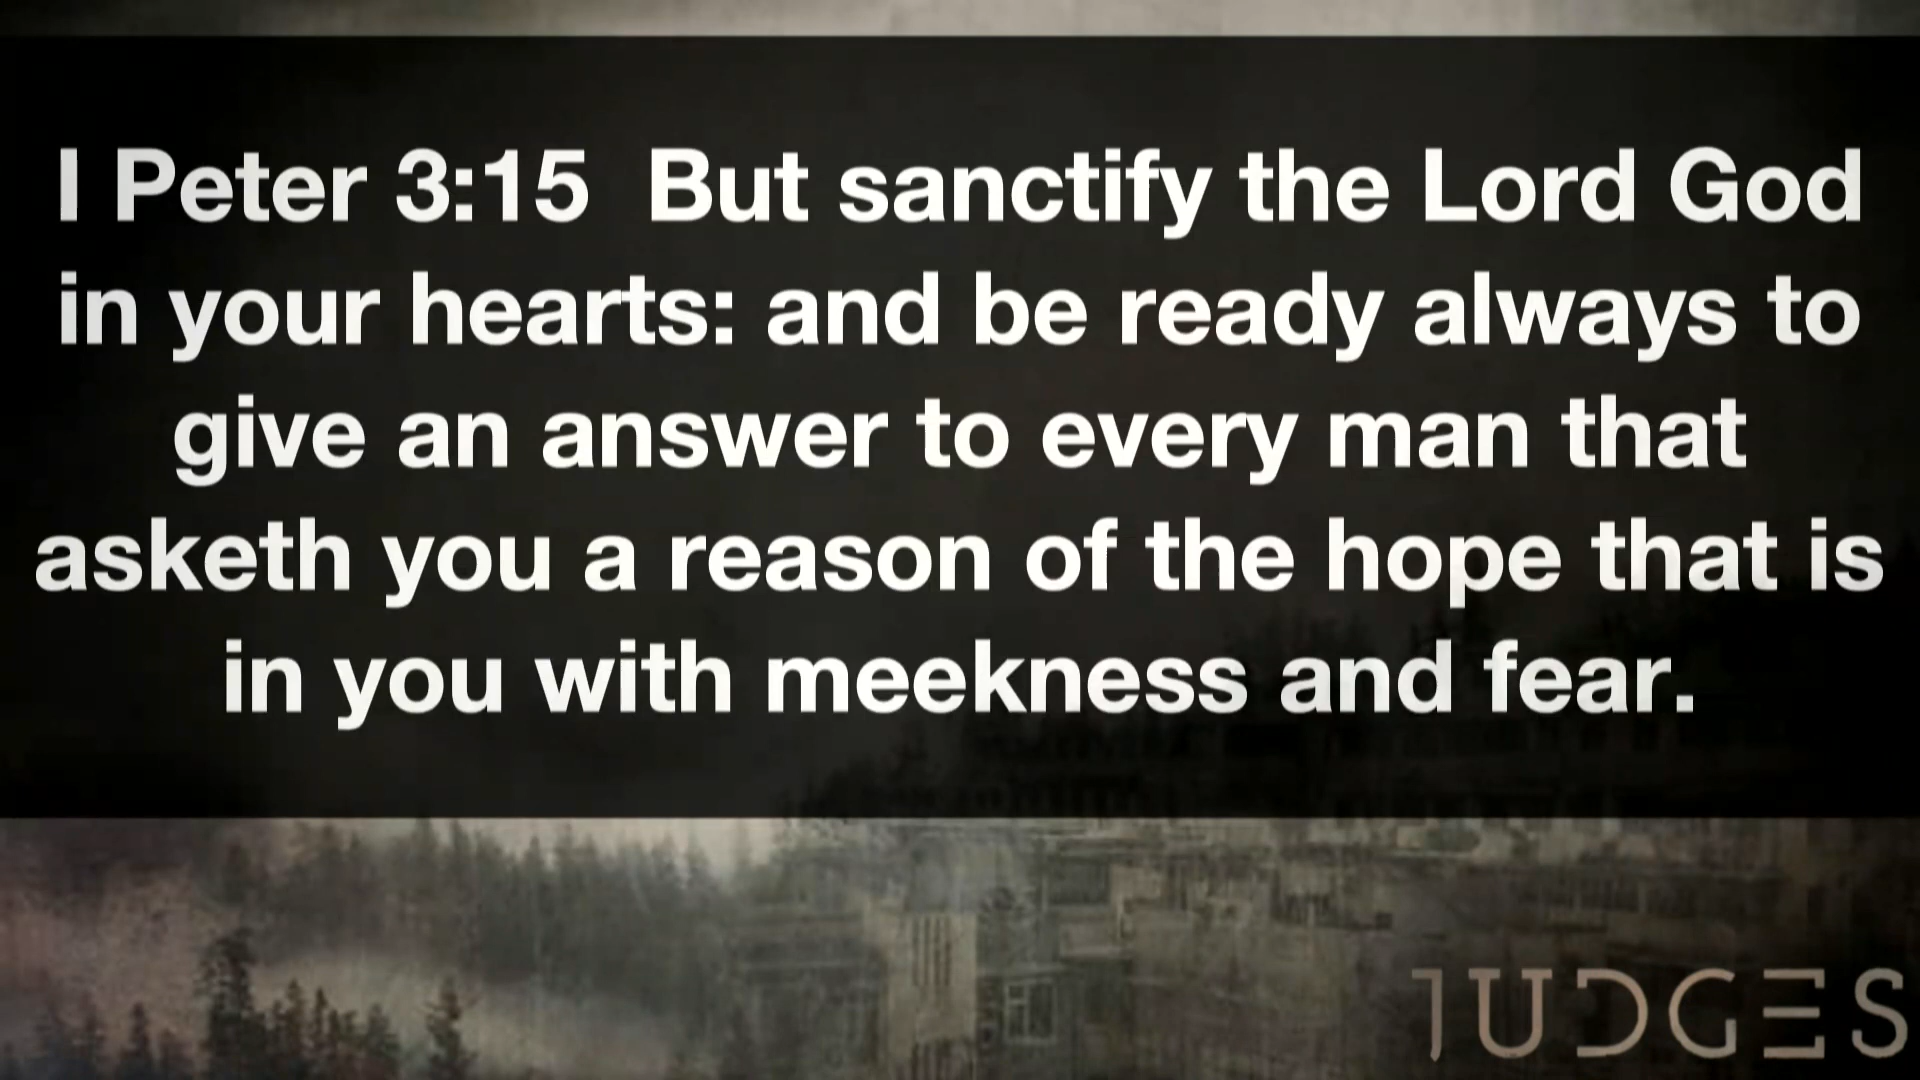 I Peter 3:15  But sanctify the Lord God
in your hearts: and be ready always to
give an answer to every man that
asketh you a reason of the hope that is
in you with meekness and fear.
JUDGES